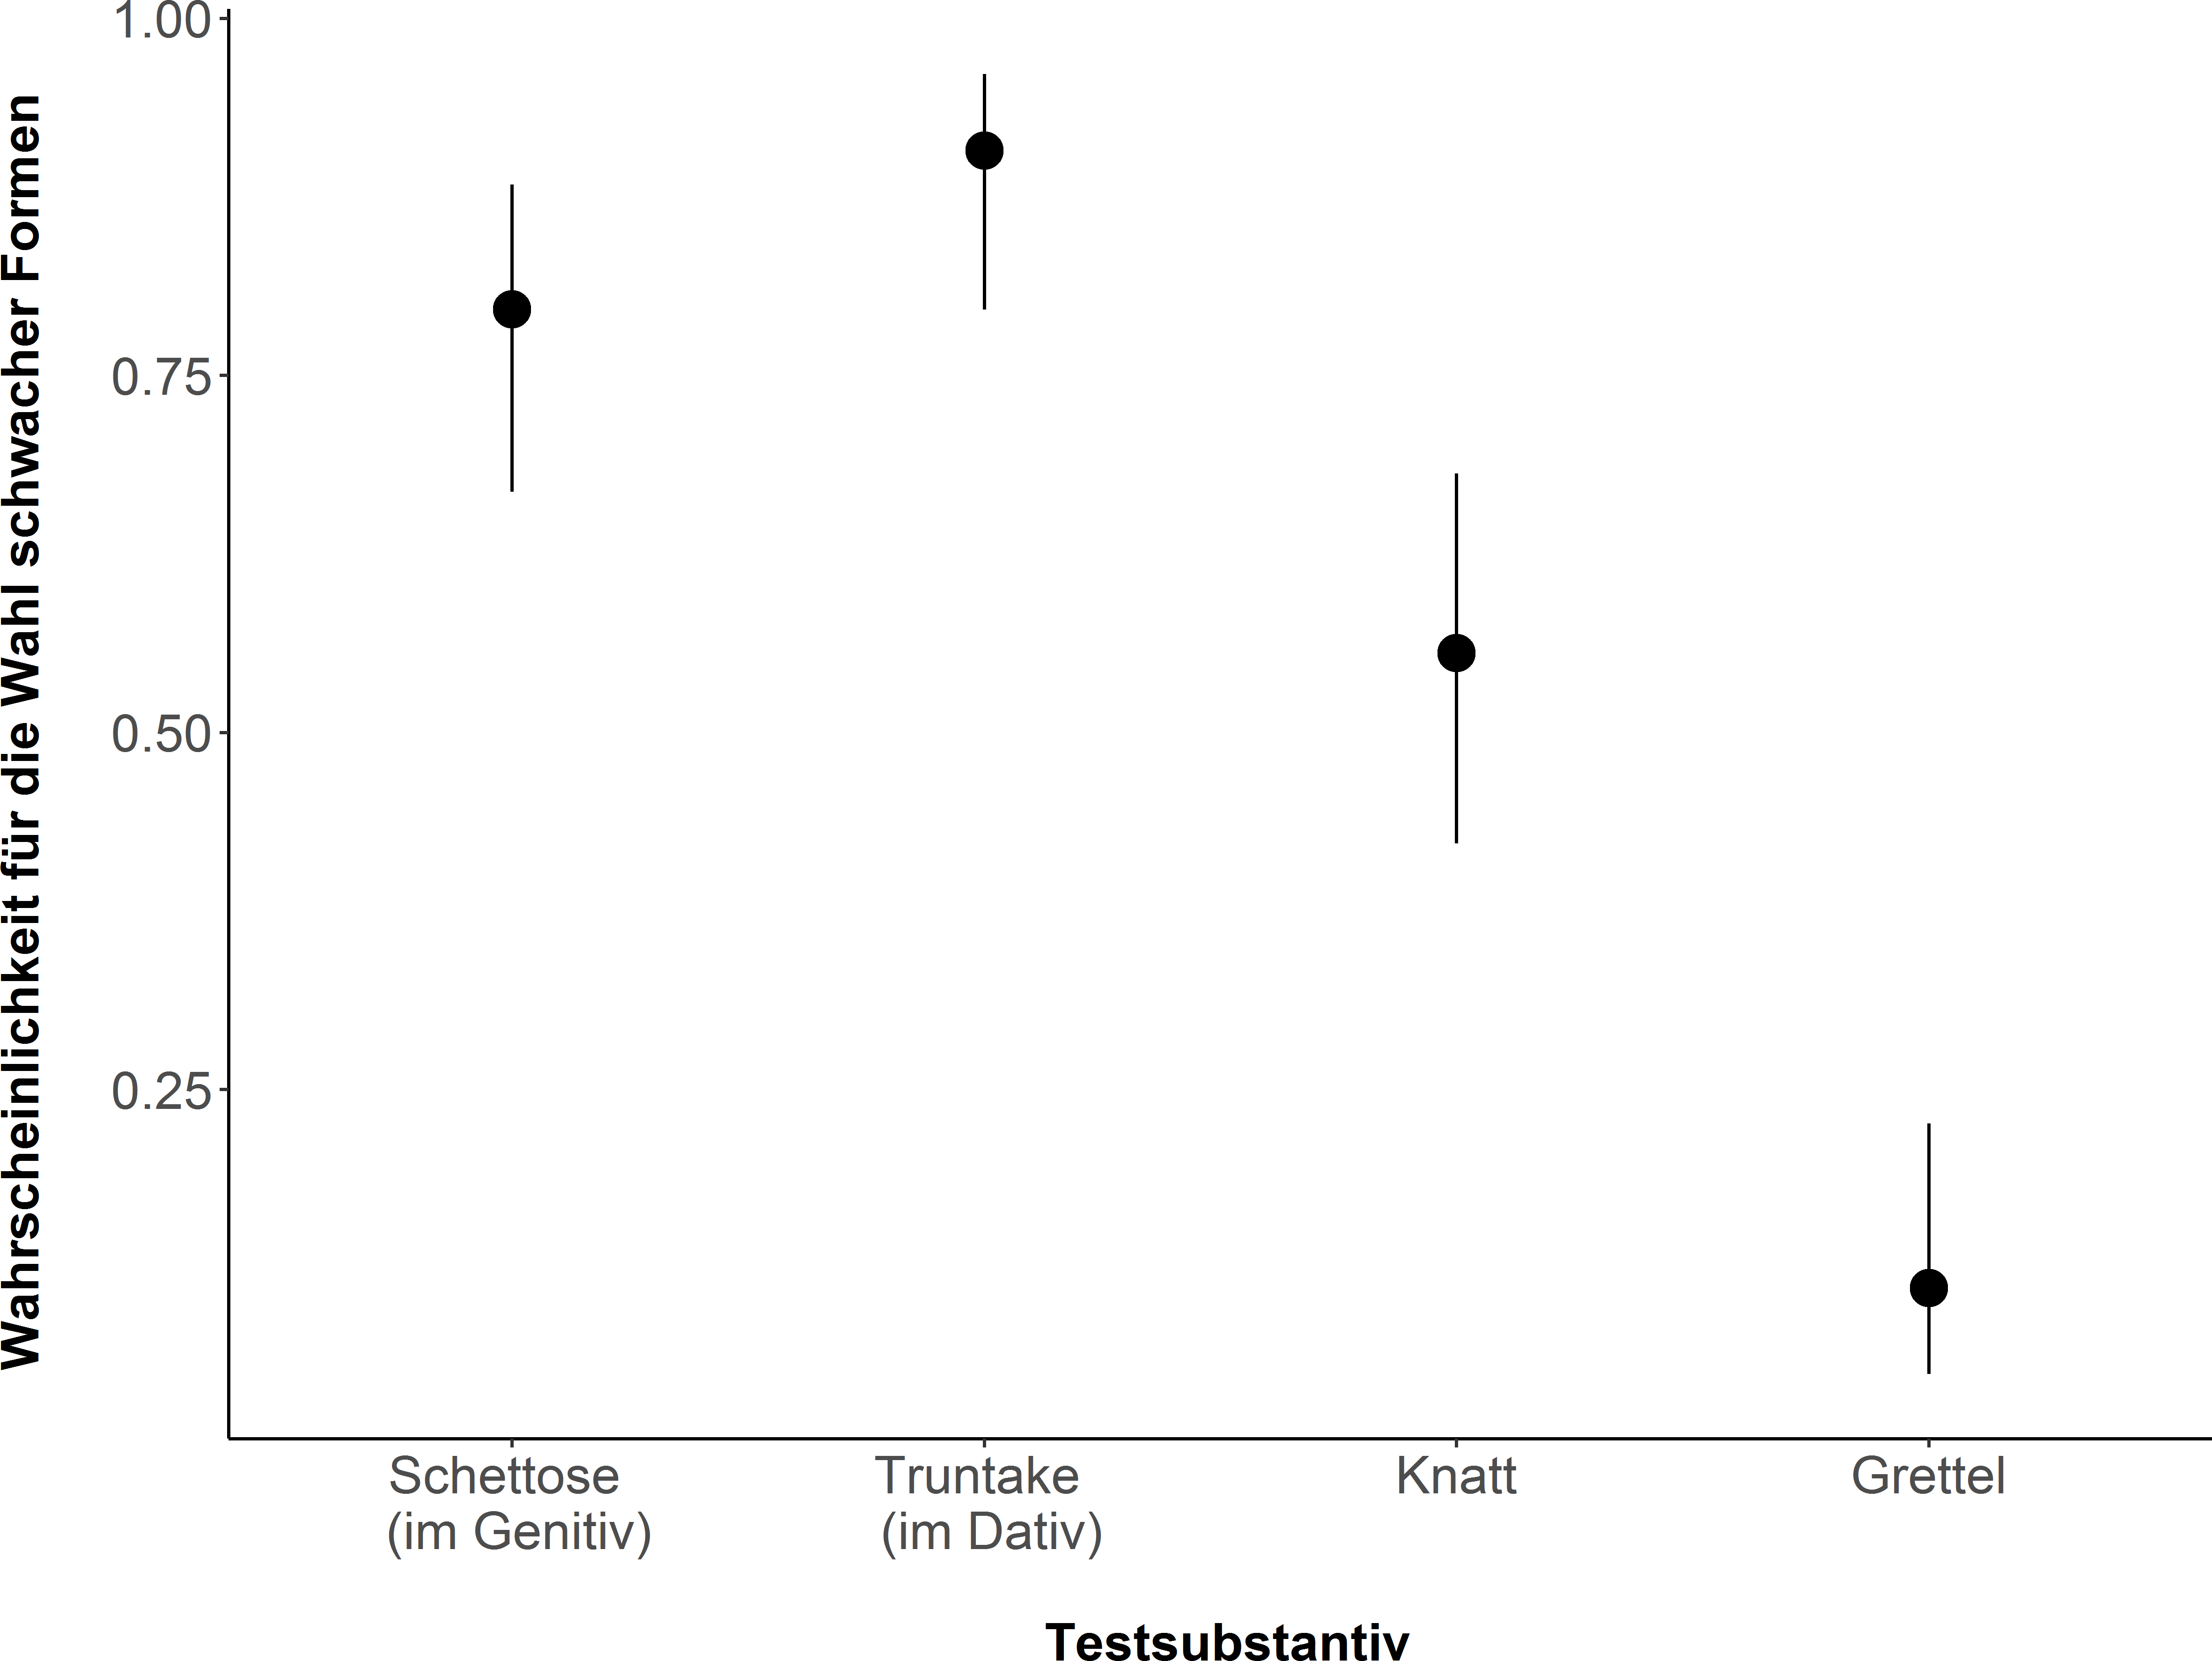 Wahrscheinlichkeit für die Wahl schwacher Formen
1.00
0.75
0.50
0.25
Schettose
(im Genitiv)
Truntake
(im Dativ)
Knatt
Grettel
Testsubstantiv